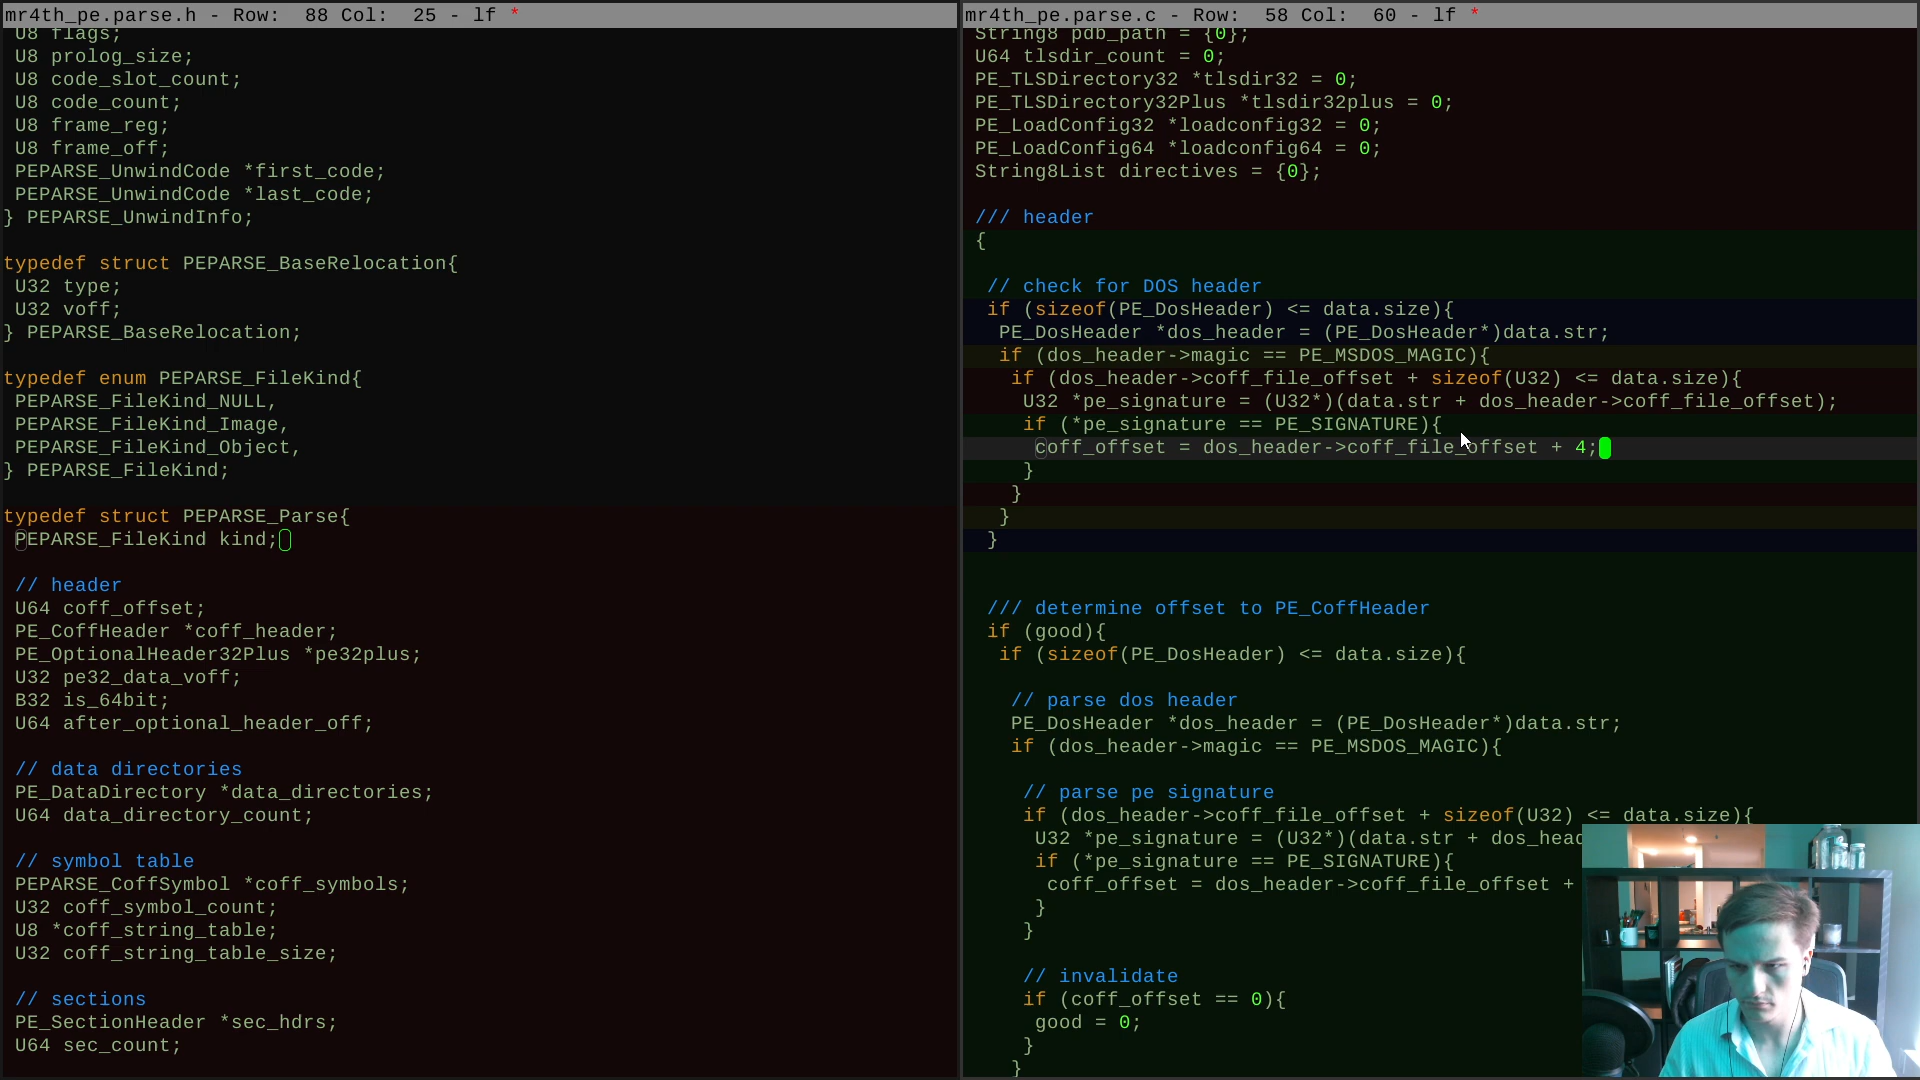 mr4th_pe.parse.h - Row:  88 Col:  25 - lf *
U8 flags;
U8 prolog_size;
U8 code_slot_count;
U8 code_count;
U8 frame_reg;
U8 frame_off;
PEPARSE_UnwindCode *first_code;
PEPARSE_UnwindCode *last_code;
} PEPARSE_UnwindInfo;
typedef struct PEPARSE_BaseRelocation{
U32 type;
U32 voff;
} PEPARSE_BaseRelocation;
typedef enum PEPARSE_FileKind{
PEPARSE_FileKind_NULL,
PEPARSE_FileKind_Image,
PEPARSE_FileKind_Object,
} PEPARSE_FileKind;
typedef struct PEPARSE_Parse{
PEPARSE_FileKind kind;
// header
U64 coff_offset;
PE_CoffHeader *coff_header;
PE_OptionalHeader32Plus *pe32plus;
U32 pe32_data_voff;
B32 is_64bit;
U64 after_optional_header_off;
// data directories
PE_DataDirectory *data_directories;
U64 data_directory_count;
// symbol table
PEPARSE_CoffSymbol *coff_symbols;
U32 coff_symbol_count;
U8 *coff_string_table;
U32 coff_string_table_size;
// sections
PE_SectionHeader *sec_hdrs;
U64 sec_count;
mr4th_pe.parse.c - Row:  58 Col:  60 - lf *
String8 pdb_path = {0};
U64 tlsdir_count = 0;
PE_TLSDirectory32 *tlsdir32 = 0;
PE_TLSDirectory32Plus *tlsdir32plus = 0;
PE_LoadConfig32 *loadconfig32 = 0;
PE_LoadConfig64 *loadconfig64 = 0;
String8List directives = {0};
/// header
{
// check for DOS header
if (sizeof(PE_DosHeader) <= data.size){
PE_DosHeader *dos_header = (PE_DosHeader*)data.str;
if (dos_header->magic == PE_MSDOS_MAGIC){
if (dos_header->coff_file_offset + sizeof(U32) <= data.size){
U32 *pe_signature = (U32*)(data.str + dos_header->coff_file_offset);
if (*pe_signature == PE_SIGNATURE){
coff_offset = dos_header->coff_file_offset + 4;
}
}
}
}
/// determine offset to PE_CoffHeader
if (good){
if (sizeof(PE_DosHeader) <= data.size){
// parse dos header
PE_DosHeader *dos_header = (PE_DosHeader*)data.str;
if (dos_header->magic == PE_MSDOS_MAGIC){
// parse pe signature
if (dos_header->coff_file_offset + sizeof(U32) <= data.size){
U32 *pe_signature = (U32*)(data.str + dos_head
if (*pe_signature == PE_SIGNATURE){
coff_offset = dos_header->coff_file_offset +
}
}
// invalidate
if (coff_offset == 0){
good = 0;
}
}